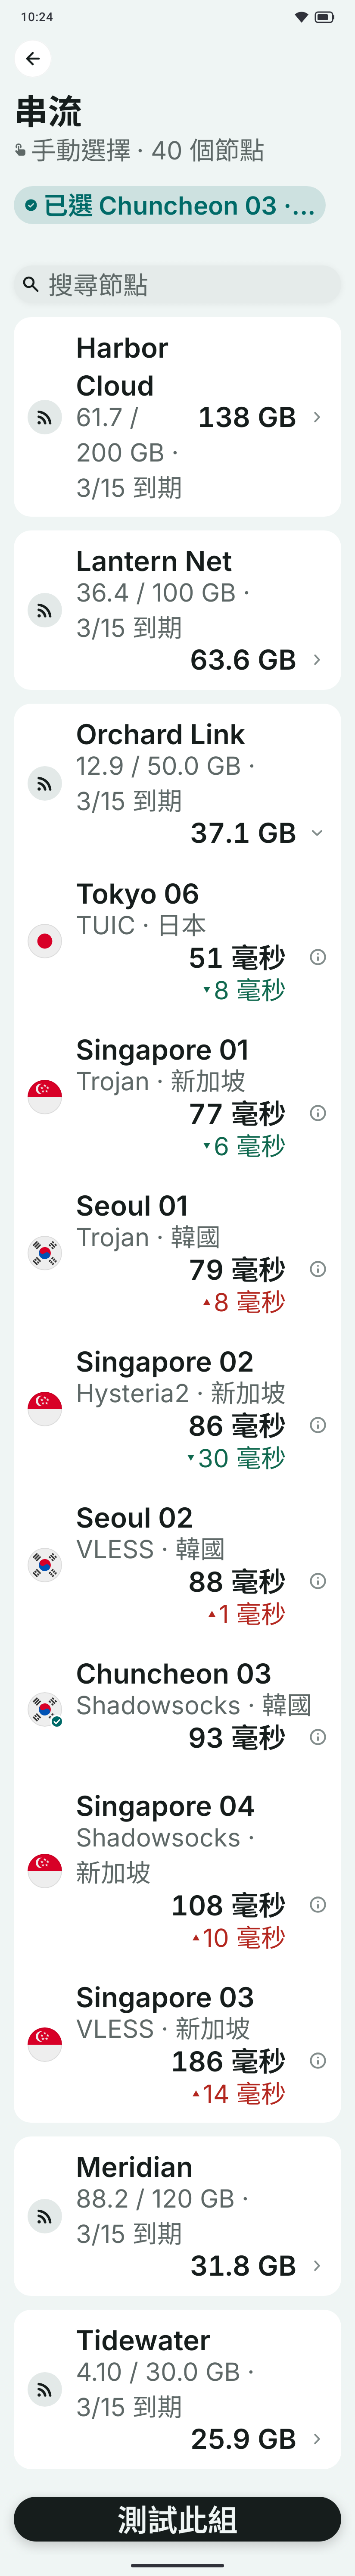 10:24
串流
手動選擇 · 40 個節點
已選 Chuncheon 03 ·…
搜尋節點
Harbor
Cloud
61.7 /
200 GB ·
3/15 到期
138 GB
Lantern Net
36.4 / 100 GB ·
3/15 到期
63.6 GB
Orchard Link
12.9 / 50.0 GB ·
3/15 到期
37.1 GB
Tokyo 06
TUIC · 日本
51 毫秒
▾8 毫秒
Singapore 01
Trojan · 新加坡
77 毫秒
▾6 毫秒
Seoul 01
Trojan · 韓國
79 毫秒
▴8 毫秒
Singapore 02
Hysteria2 · 新加坡
86 毫秒
▾30 毫秒
Seoul 02
VLESS · 韓國
88 毫秒
▴1 毫秒
Chuncheon 03
Shadowsocks · 韓國
93 毫秒
Singapore 04
Shadowsocks ·
新加坡
108 毫秒
▴10 毫秒
Singapore 03
VLESS · 新加坡
186 毫秒
▴14 毫秒
Meridian
88.2 / 120 GB ·
3/15 到期
31.8 GB
Tidewater
4.10 / 30.0 GB ·
3/15 到期
25.9 GB
測試此組